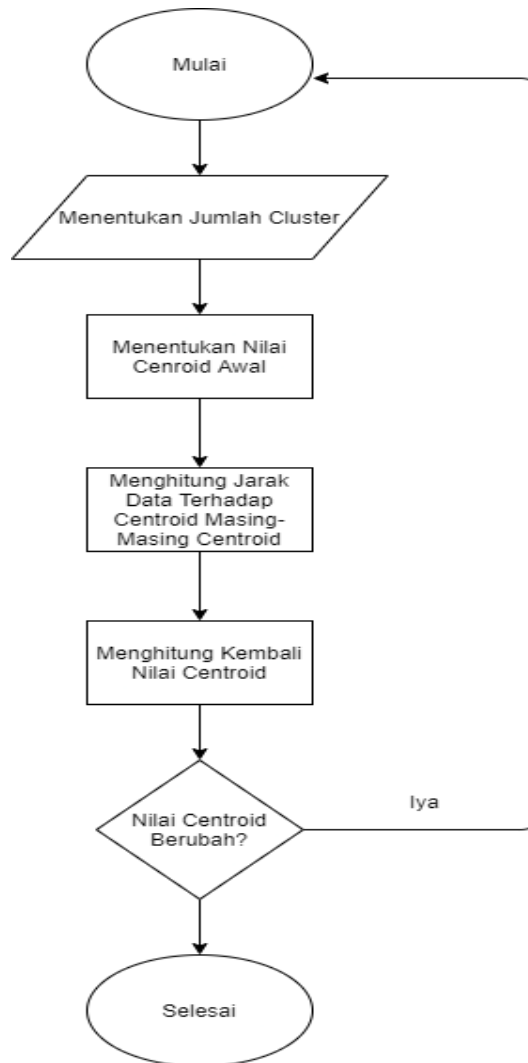 Mulai
Menentukan Jumlah Cluster
Menentukan Nilai
Cenroid Awal
Menghitung Jarak
Data Terhadap
Centroid Masing-
Masing Centroid
Menghitung Kembali
Nilai Centroid
Nilai Centroid
Berubah?
Iya
Selesai